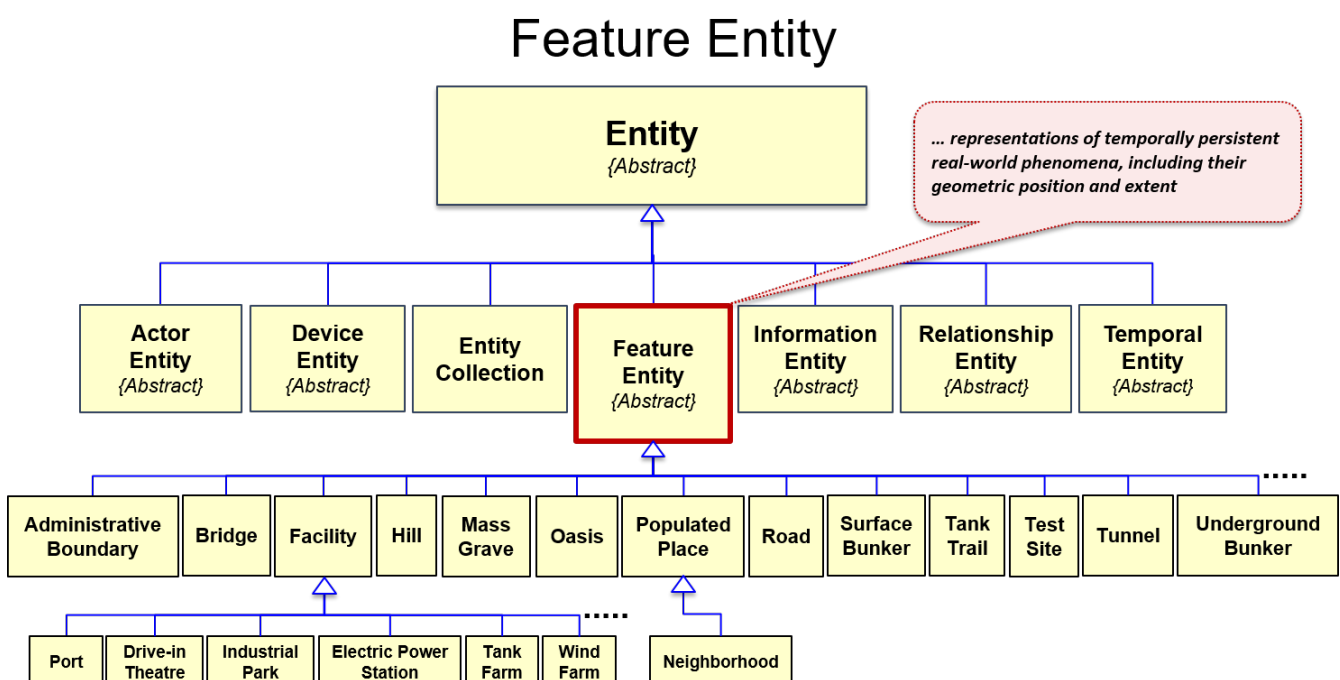 Feature Entity
Entity
{Abstract}
... representations of temporally persistent
real-world phenomena, including their
geometric position and extent
Actor
Entity
{Abstract}
Device
Entity
{Abstract}
Entity
Collection
Feature
Entity
{Abstract}
Information
Entity
{Abstract}
Relationship
Entity
{Abstract}
Temporal
Entity
{Abstract}
.....
Administrative
Boundary
Bridge
Facility
Hill
Mass
Grave
Oasis
Populated
Place
Road
Surface
Bunker
Tank
Trail
Test
Site
Tunnel
Underground
Bunker
.....
Port
Drive-in
Theatre
Industrial
Park
Electric Power
Station
Tank
Farm
Wind
Farm
Neighborhood